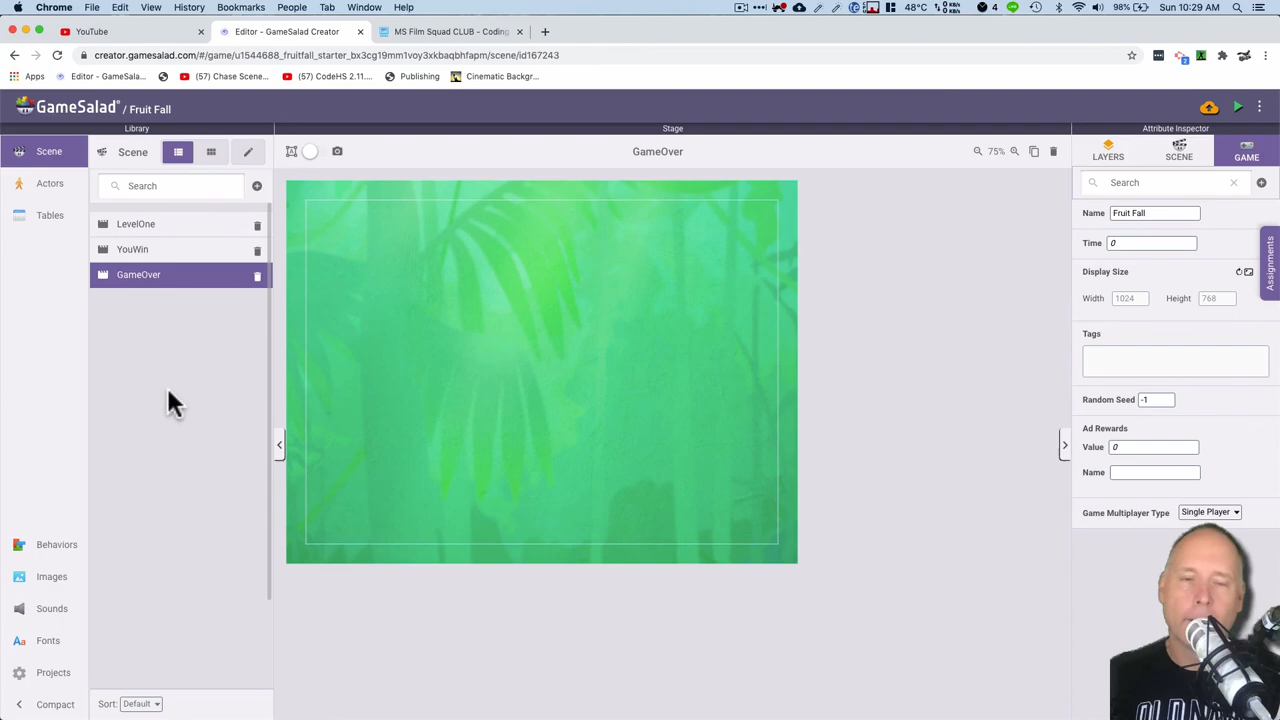 Chrome File Edit View History Bookmarks People Tab Window Help 48°C 4 98% Sun 10:29 AM
YouTube × Editor - GameSalad Creator × MS Film Squad CLUB - Coding × +
creator.gamesalad.com/#/game/u1544688_fruitfall_starter_bx3cg19mm1voy3xkbaqbhfapm/scene/id167243
Apps Editor - GameSala... (57) Chase Scene... (57) CodeHS 2.11.... Publishing Cinematic Backgr...
GameSalad® / Fruit Fall
Library Stage Attribute Inspector
Scene Scene GameOver 75% LAYERS SCENE GAME
Actors Search Search
Tables
LevelOne
YouWin
GameOver
Name Fruit Fall
Time 0
Display Size
Width 1024 Height 768
Tags
Random Seed -1
Ad Rewards
Value 0
Name
Game Multiplayer Type Single Player
Assignments
Behaviors
Images
Sounds
Aa Fonts
Projects
Compact
Sort: Default
OLD